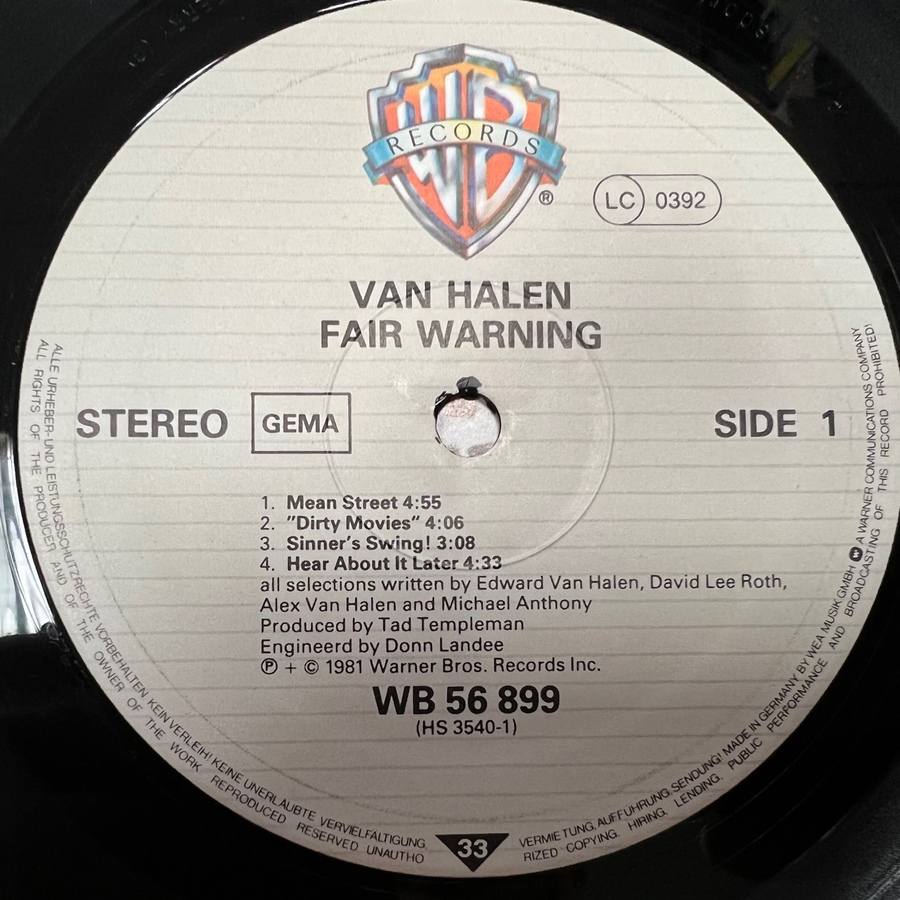 WB
RECORDS
®
LC 0392
VAN HALEN
FAIR WARNING
STEREO GEMA SIDE 1
1. Mean Street 4:55
2. "Dirty Movies" 4:06
3. Sinner's Swing! 3:08
4. Hear About It Later 4:33
all selections written by Edward Van Halen, David Lee Roth,
Alex Van Halen and Michael Anthony
Produced by Tad Templeman
Engineerd by Donn Landee
℗ + © 1981 Warner Bros. Records Inc.
WB 56 899
(HS 3540-1)
33
ALLE URHEBER- UND LEISTUNGSSCHUTZRECHTE VORBEHALTEN KEIN VERLEIH! KEINE UNERLAUBTE VERVIELFÄLTIGUNG, VERMIETUNG, AUFFÜHRUNG, SENDUNG! MADE IN GERMANY BY WEA MUSIK GMBH W A WARNER COMMUNICATIONS COMPANY
ALL RIGHTS OF THE PRODUCER AND OF THE OWNER OF THE WORK REPRODUCED RESERVED UNAUTHORIZED COPYING, HIRING, LENDING, PUBLIC PERFORMANCE AND BROADCASTING OF THIS RECORD PROHIBITED!